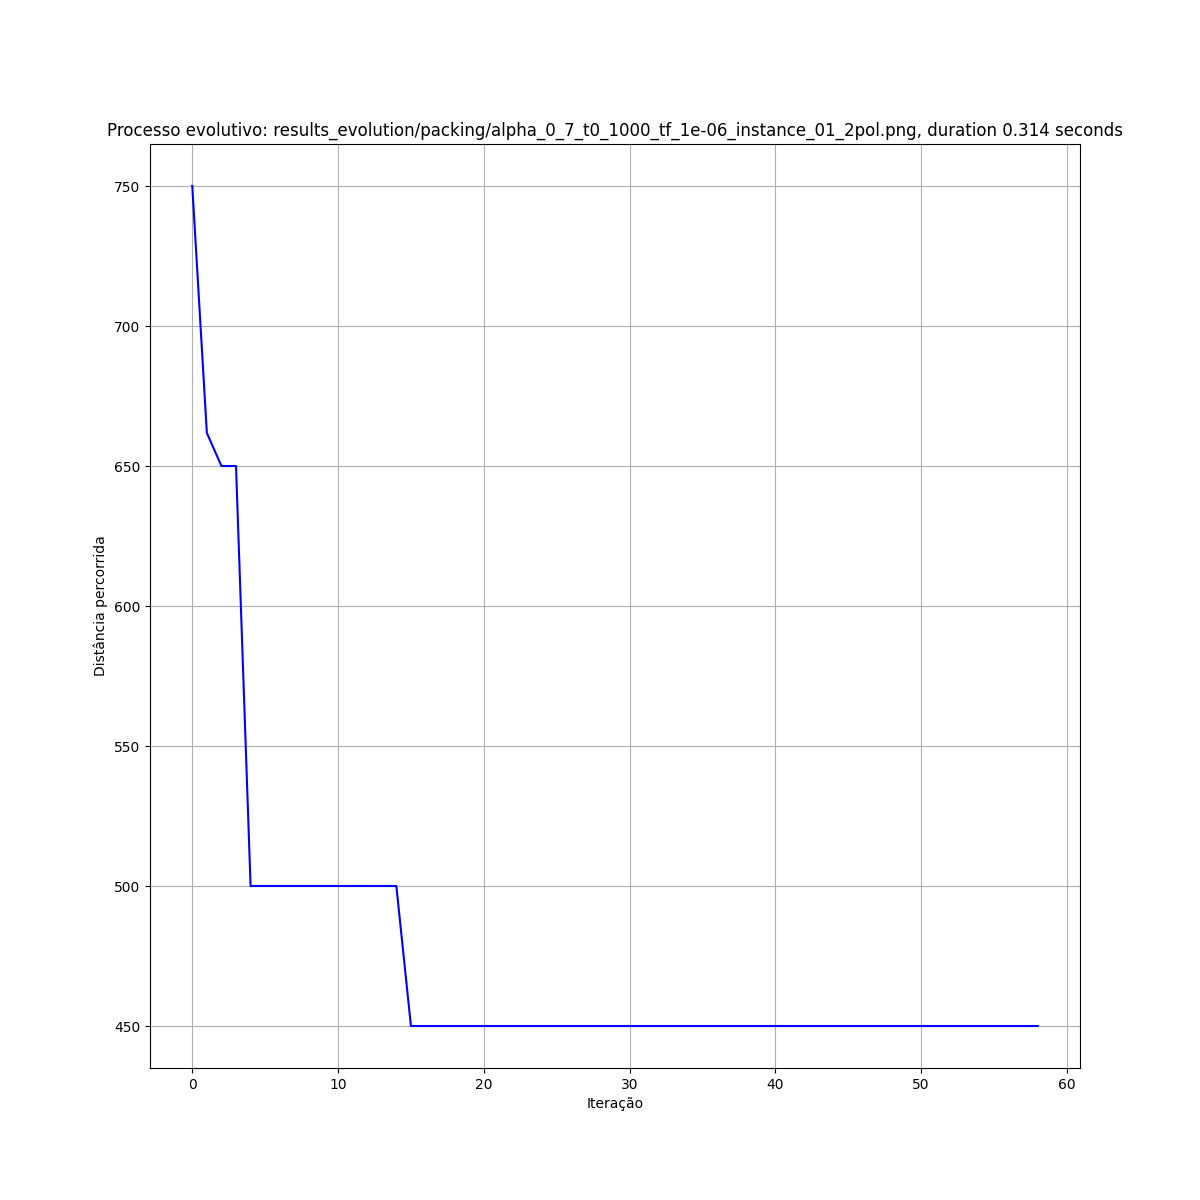 Processo evolutivo: results_evolution/packing/alpha_0_7_t0_1000_tf_1e-06_instance_01_2pol.png, duration 0.314 seconds
750
700
650
600
550
500
450
Distância percorrida
0 10 20 30 40 50 60
Iteração